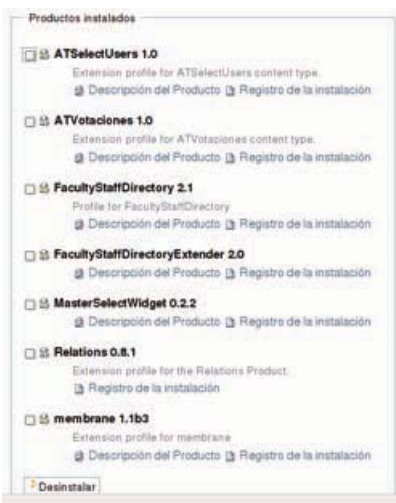 Productos instalados
ATSelectUsers 1.0
Extension profile for ATSelectUsers content type.
Descripción del Producto Registro de la instalación
ATVotaciones 1.0
Extension profile for ATVotaciones content type.
Descripción del Producto Registro de la instalación
FacultyStaffDirectory 2.1
Profile for FacultyStaffDirectory
Descripción del Producto Registro de la instalación
FacultyStaffDirectoryExtender 2.0
Descripción del Producto Registro de la instalación
MasterSelectWidget 0.2.2
Descripción del Producto Registro de la instalación
Relations 0.8.1
Extension profile for the Relations Product.
Registro de la instalación
membrane 1.1b3
Extension profile for membrane
Descripción del Producto Registro de la instalación
Desinstalar